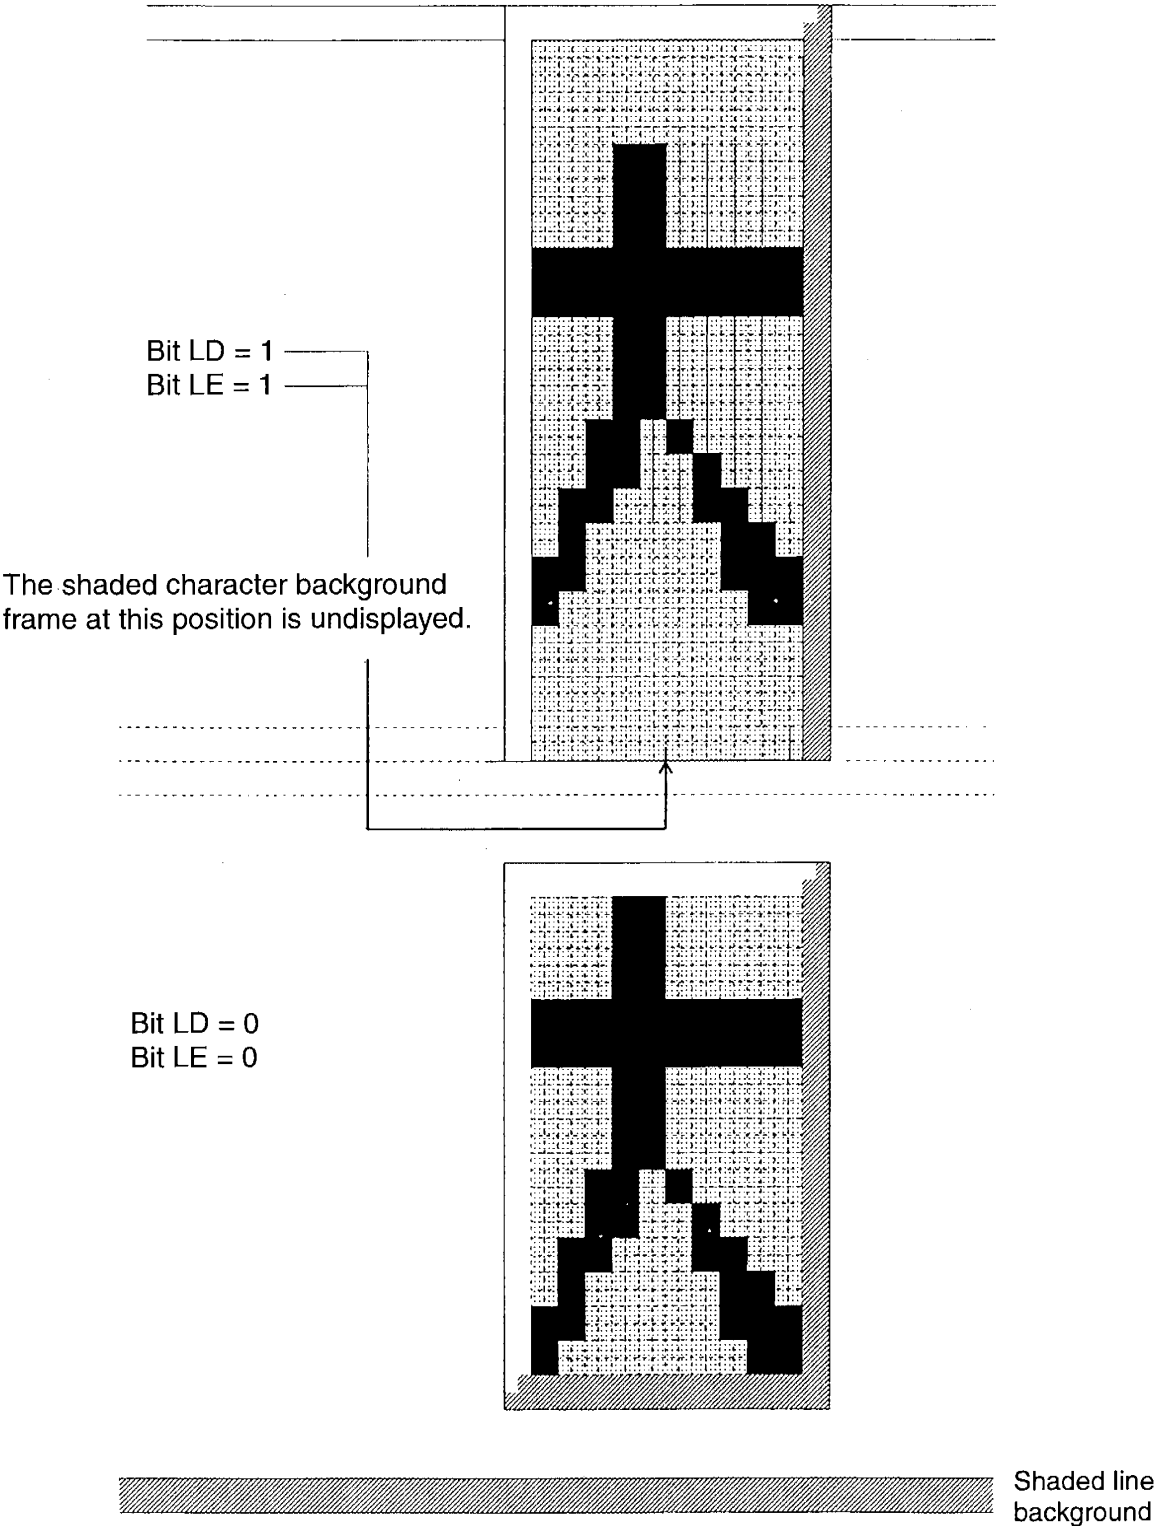 Bit LD = 1
Bit LE = 1
The shaded character background
frame at this position is undisplayed.
Bit LD = 0
Bit LE = 0
Shaded line
background